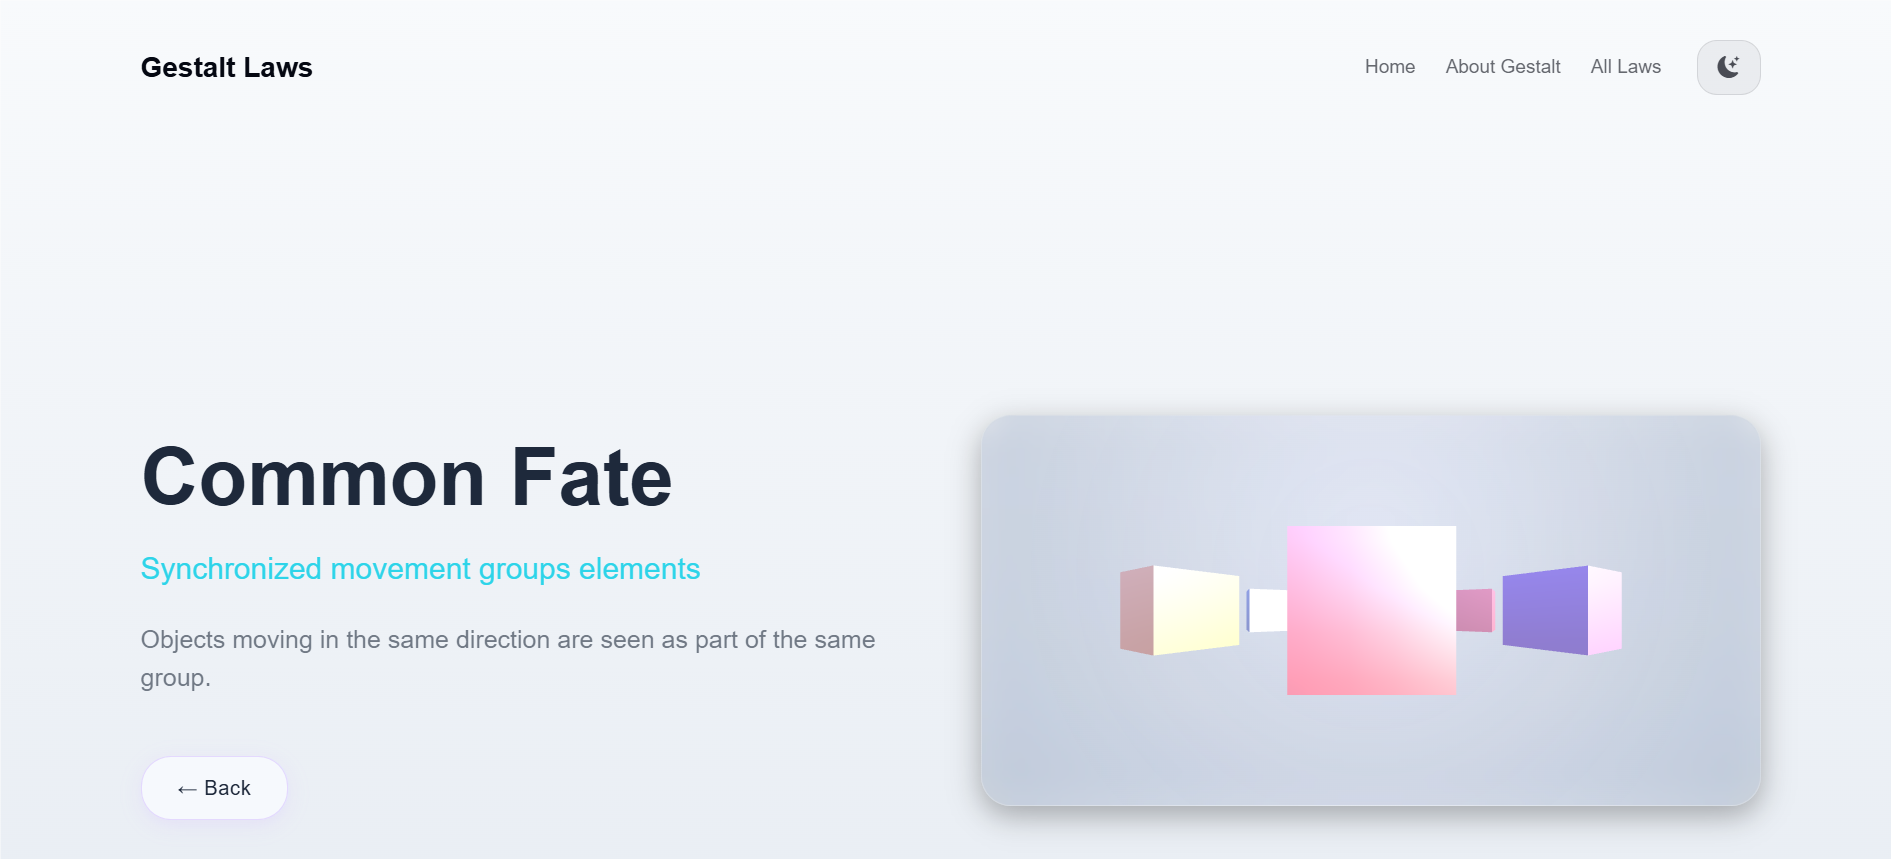 Gestalt Laws
Home
About Gestalt
All Laws
Common Fate
Synchronized movement groups elements
Objects moving in the same direction are seen as part of the same
group.
← Back